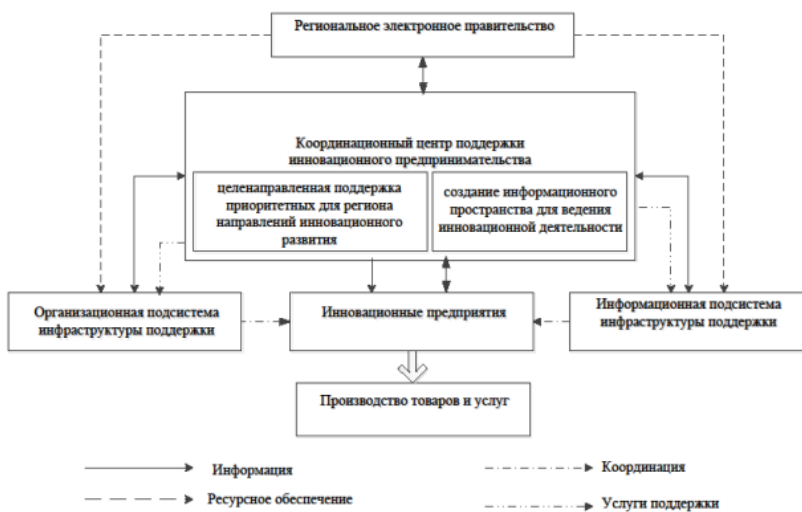 Региональное электронное правительство
Координационный центр поддержки
инновационного предпринимательства
целенаправленная поддержка
приоритетных для региона
направлений инновационного
развития
создание информационного
пространства для ведения
инновационной деятельности
Организационная подсистема
инфраструктуры поддержки
Инновационные предприятия
Информационная подсистема
инфраструктуры поддержки
Производство товаров и услуг
Информация
Координация
Ресурсное обеспечение
Услуги поддержки